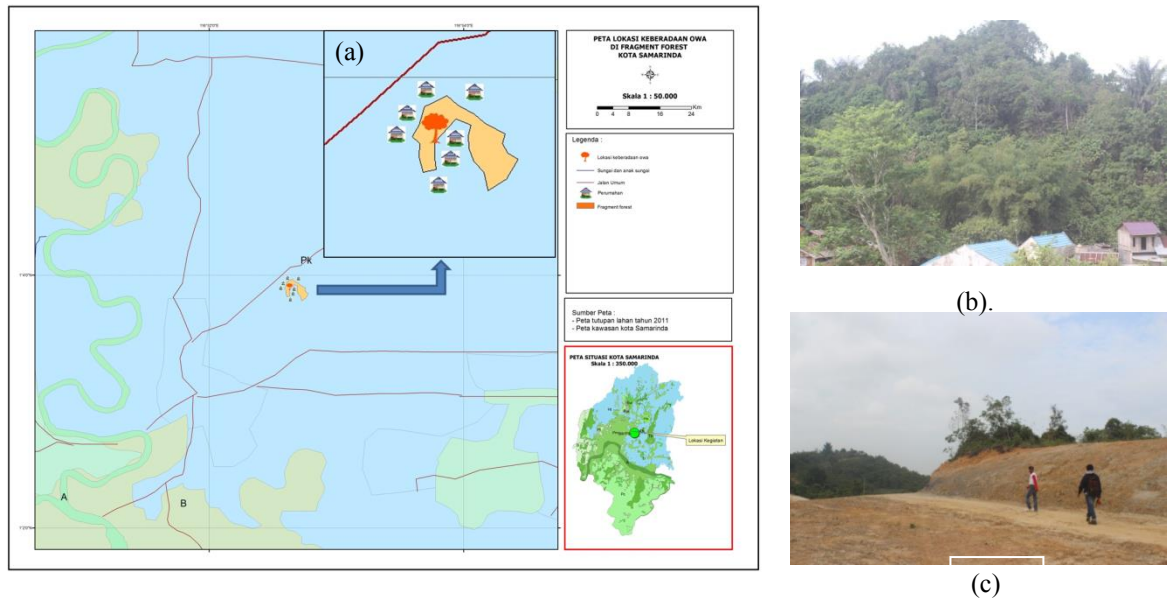 (a)
Pk
A
B
PETA LOKASI KEBERADAAN OWA
DI FRAGMENT FOREST
KOTA SAMARINDA
Skala 1 : 50.000
0 4 8 12 16 24
Km
Legenda :
Lokasi keberadaan owa
Sungai dan anak sungai
Jalan Umum
Perumahan
Fragment forest
Sumber Peta :
- Peta tutupan lahan tahun 2011
- Peta kawasan kota Samarinda
PETA SITUASI KOTA SAMARINDA
Skala 1 : 350.000
Lokasi Kegiatan
(b).
(c)